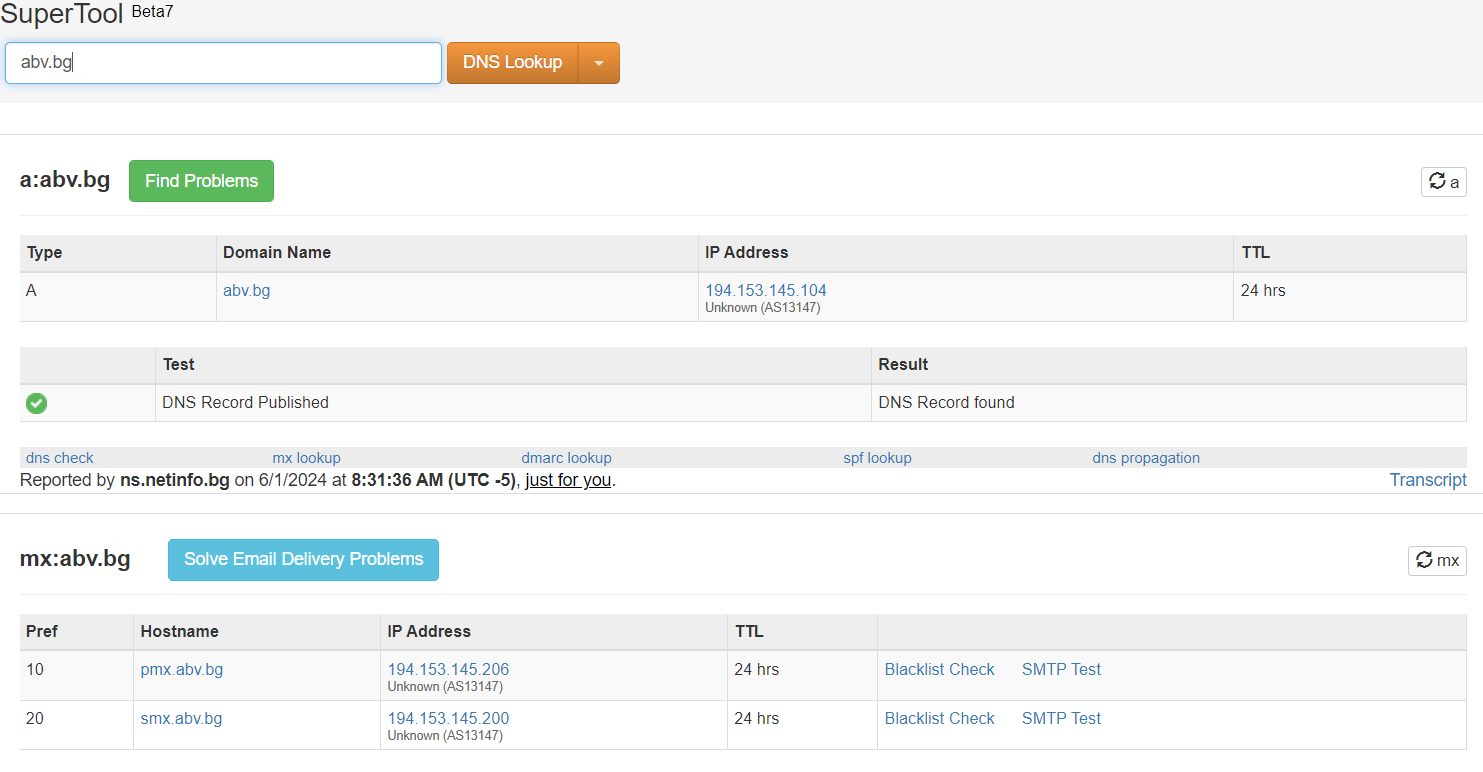 SuperTool Beta7
abv.bg DNS Lookup
a:abv.bg Find Problems a
Type Domain Name IP Address TTL
A abv.bg 194.153.145.104 24 hrs
Unknown (AS13147)
Test Result
DNS Record Published DNS Record found
dns check mx lookup dmarc lookup spf lookup dns propagation
Reported by ns.netinfo.bg on 6/1/2024 at 8:31:36 AM (UTC -5), just for you. Transcript
mx:abv.bg Solve Email Delivery Problems mx
Pref Hostname IP Address TTL
10 pmx.abv.bg 194.153.145.206 24 hrs Blacklist Check SMTP Test
Unknown (AS13147)
20 smx.abv.bg 194.153.145.200 24 hrs Blacklist Check SMTP Test
Unknown (AS13147)